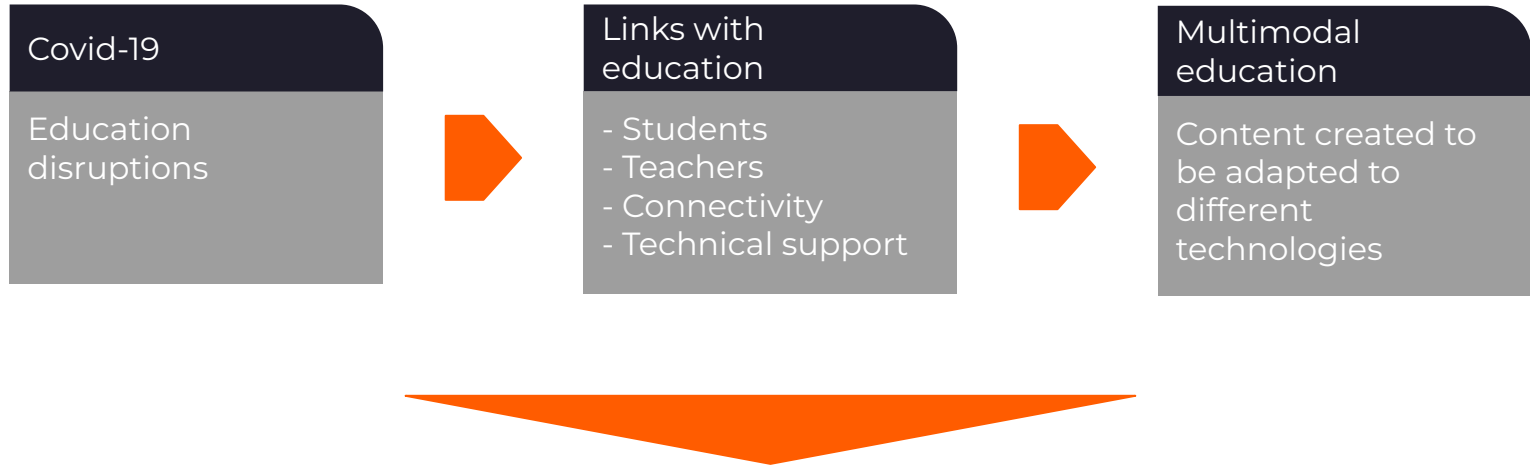 Covid-19
Education
disruptions
Links with
education
- Students
- Teachers
- Connectivity
- Technical support
Multimodal
education
Content created to
be adapted to
different
technologies